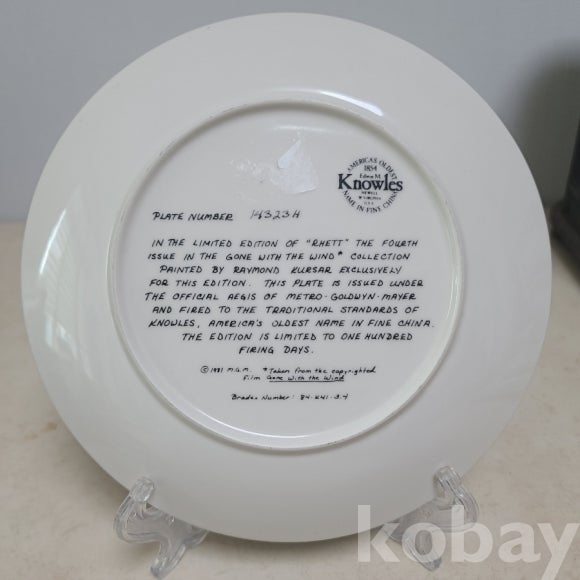 AMERICA'S OLDEST
1854
Edwin M.
Knowles
NEWELL
W. VIRGINIA
U.S.A.
NAME IN FINE CHINA
PLATE NUMBER 14323H
IN THE LIMITED EDITION OF "RHETT" THE FOURTH
ISSUE IN THE GONE WITH THE WIND* COLLECTION
PAINTED BY RAYMOND KURSAR EXCLUSIVELY
FOR THIS EDITION. THIS PLATE IS ISSUED UNDER
THE OFFICIAL AEGIS OF METRO-GOLDWYN-MAYER
AND FIRED TO THE TRADITIONAL STANDARDS OF
KNOWLES, AMERICA'S OLDEST NAME IN FINE CHINA.
THE EDITION IS LIMITED TO ONE HUNDRED
FIRING DAYS.
© 1981 M.G.M. *Taken from the copyrighted
Film Gone With the Wind
Bradex Number: 84-K41-3.4
kobay